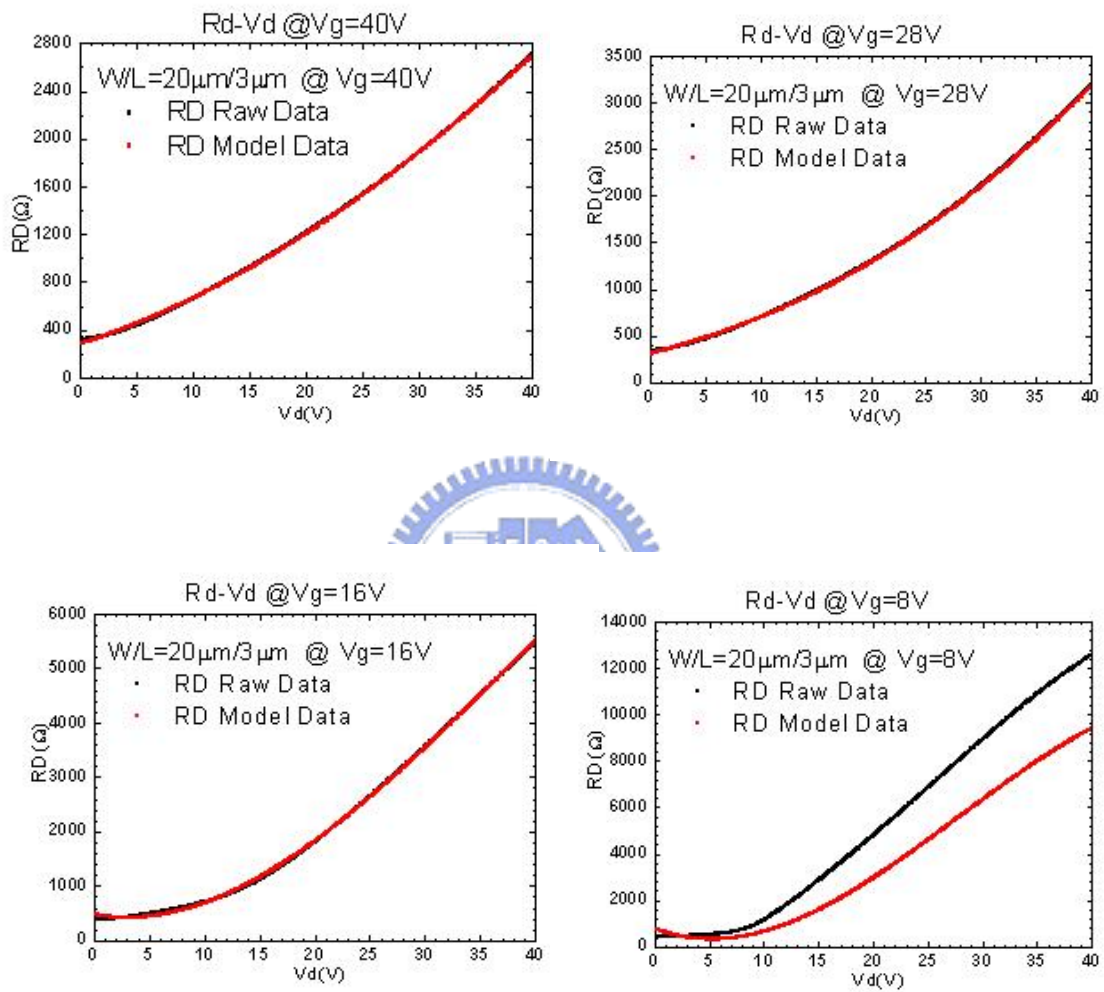 Rd-Vd @Vg=40V
W/L=20μm/3μm @ Vg=40V
RD Raw Data
RD Model Data
2800
2400
1600
1200
800
400
0
RD(Ω)
0 5 10 15 20 25 30 35 40
Vd(V)
Rd-Vd @Vg=28V
W/L=20μm/3μm @ Vg=28V
RD Raw Data
RD Model Data
3500
3000
2500
2000
1500
1000
500
0
RD(Ω)
0 5 10 15 20 25 30 35 40
Vd(V)
Rd-Vd @Vg=16V
W/L=20μm/3μm @ Vg=16V
RD Raw Data
RD Model Data
6000
5000
4000
3000
2000
1000
0
RD(Ω)
0 5 10 15 20 25 30 35 40
Vd(V)
Rd-Vd @Vg=8V
W/L=20μm/3μm @ Vg=8V
RD Raw Data
RD Model Data
14000
12000
10000
8000
6000
4000
2000
0
RD(Ω)
0 5 10 15 20 25 30 35 40
Vd(V)